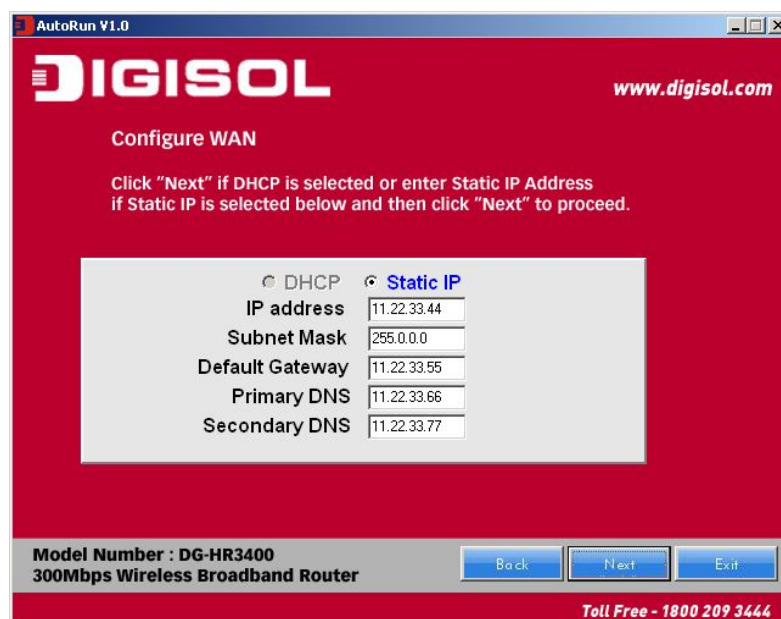 AutoRun V1.0
DIGISOL
www.digisol.com
Configure WAN
Click "Next" if DHCP is selected or enter Static IP Address
if Static IP is selected below and then click "Next" to proceed.
DHCP Static IP
IP address 11.22.33.44
Subnet Mask 255.0.0.0
Default Gateway 11.22.33.55
Primary DNS 11.22.33.66
Secondary DNS 11.22.33.77
Model Number : DG-HR3400
300Mbps Wireless Broadband Router
Back Next Exit
Toll Free - 1800 209 3444